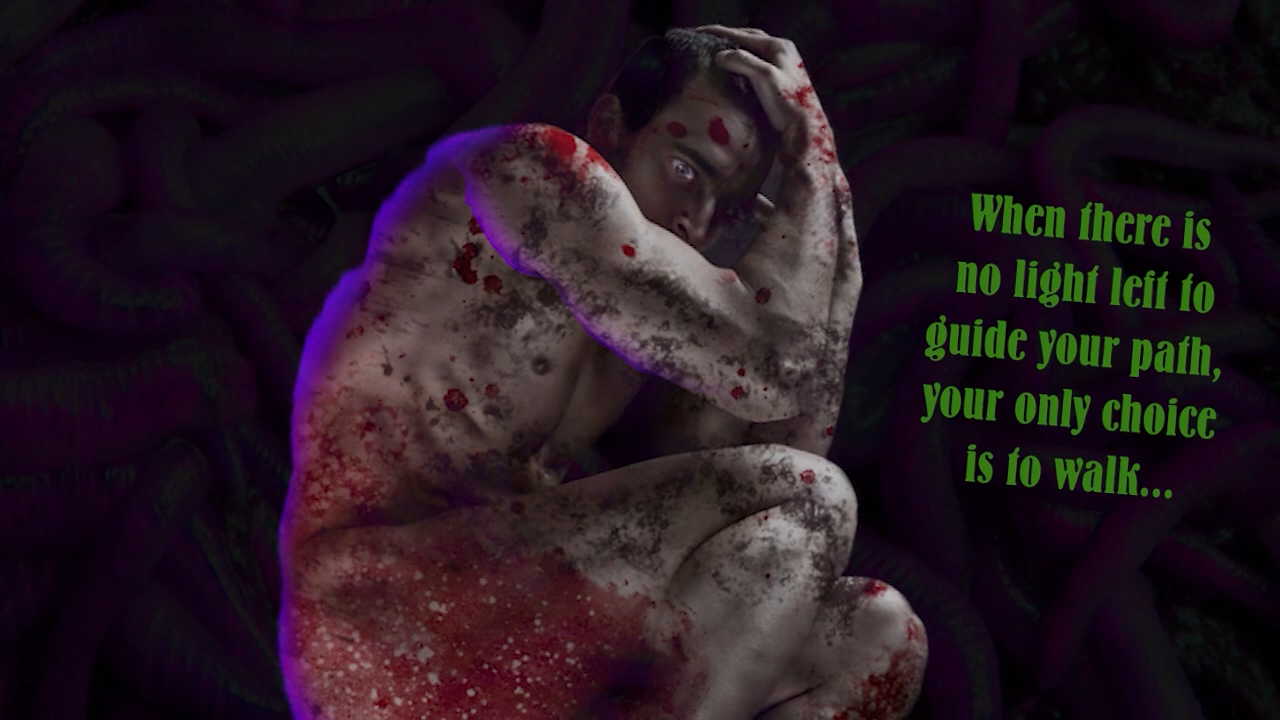 When there is
no light left to
guide your path,
your only choice
is to walk...